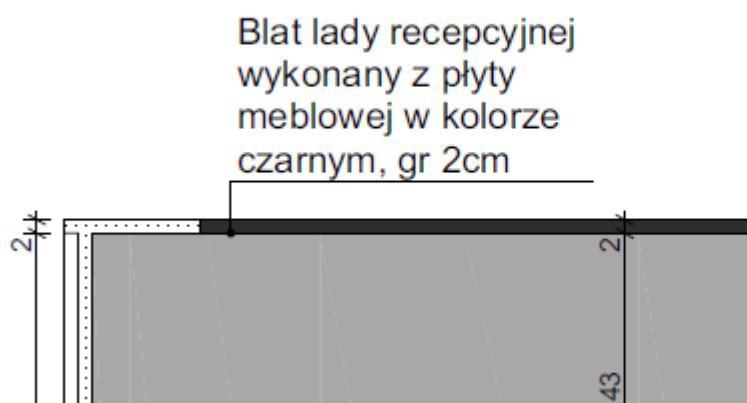 Blat lady recepcyjnej
wykonany z płyty
meblowej w kolorze
czarnym, gr 2cm
2
2
43